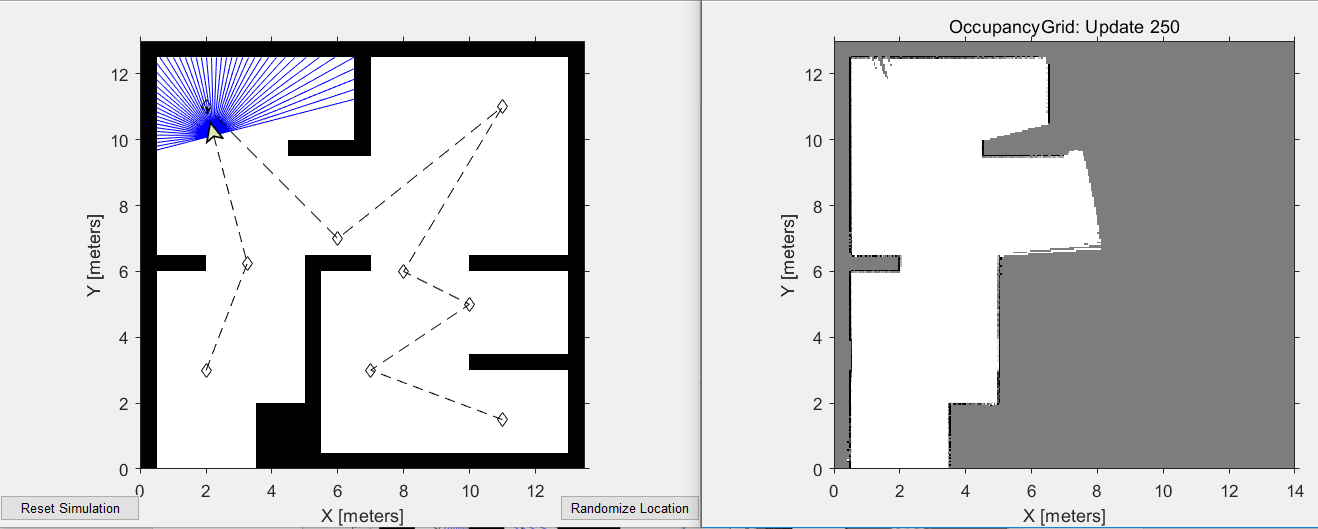 12
10
8
6
4
2
0
Y [meters]
0 2 4 6 8 10 12
X [meters]
Reset Simulation
Randomize Location
OccupancyGrid: Update 250
12
10
8
6
4
2
0
Y [meters]
0 2 4 6 8 10 12 14
X [meters]